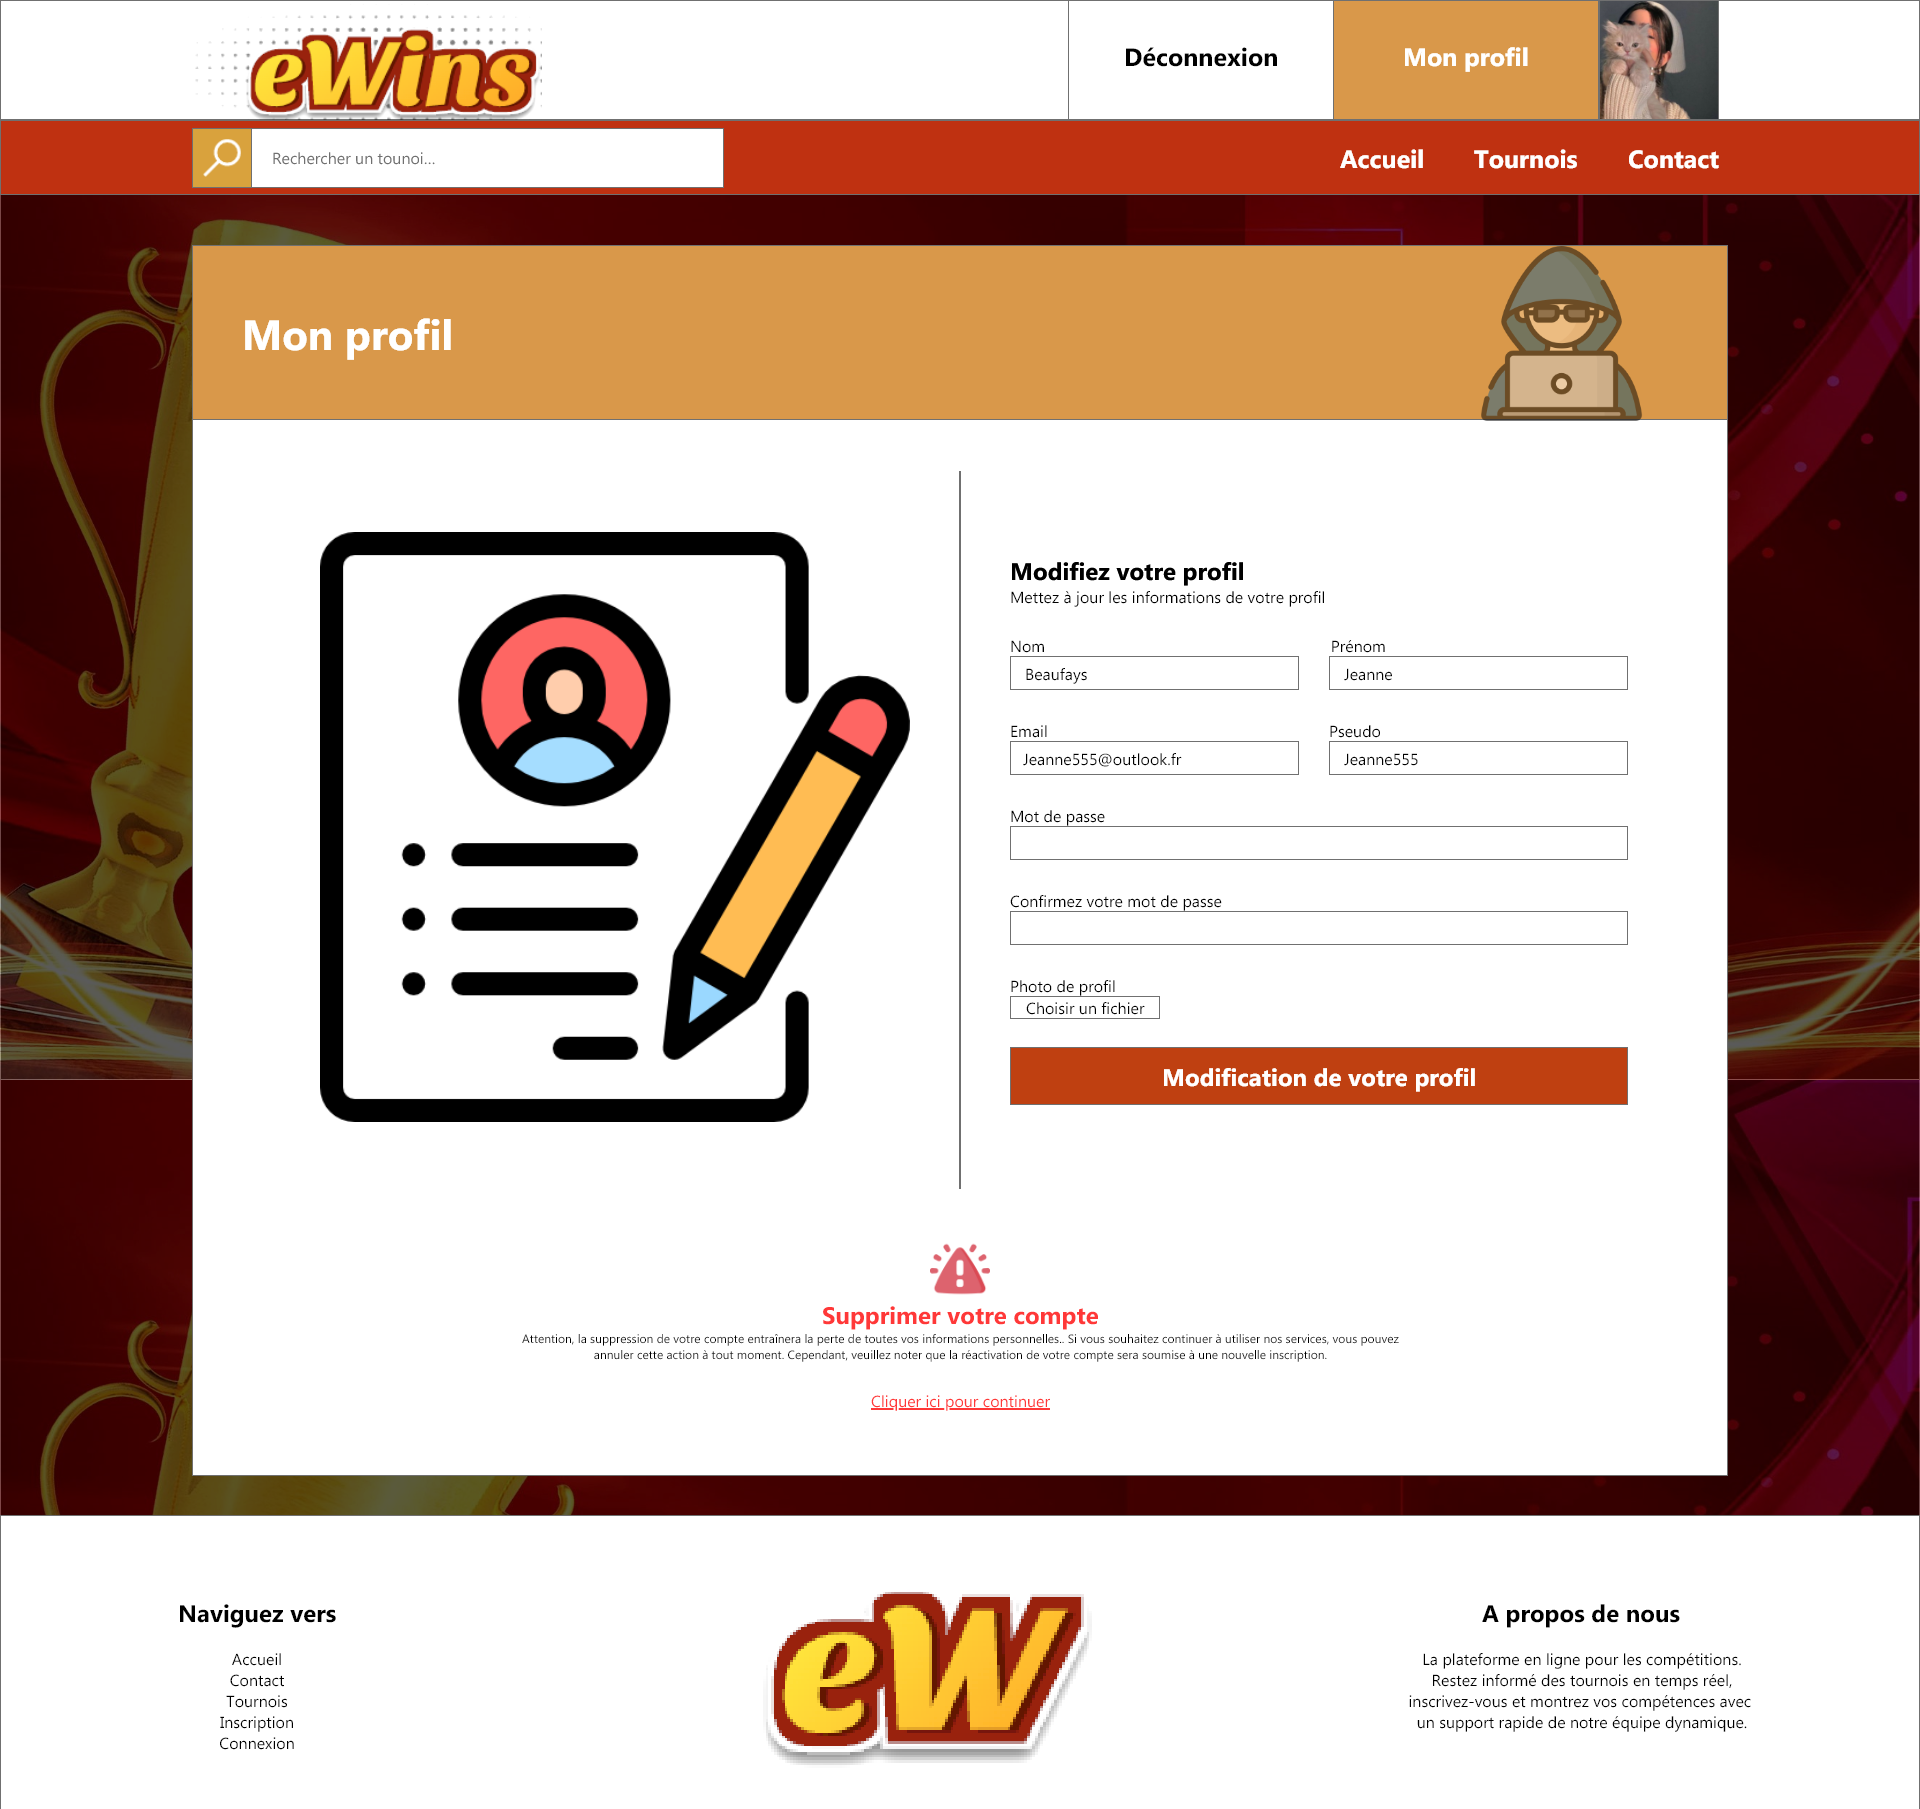 eWins
Déconnexion
Mon profil
Rechercher un tounoi...
Accueil
Tournois
Contact
Mon profil
Modifiez votre profil
Mettez à jour les informations de votre profil
Nom
Prénom
Beaufays
Jeanne
Email
Pseudo
Jeanne555@outlook.fr
Jeanne555
Mot de passe
Confirmez votre mot de passe
Photo de profil
Choisir un fichier
Modification de votre profil
Supprimer votre compte
Attention, la suppression de votre compte entraînera la perte de toutes vos informations personnelles.. Si vous souhaitez continuer à utiliser nos services, vous pouvez
annuler cette action à tout moment. Cependant, veuillez noter que la réactivation de votre compte sera soumise à une nouvelle inscription.
Cliquer ici pour continuer
Naviguez vers
Accueil
Contact
Tournois
Inscription
Connexion
eW
A propos de nous
La plateforme en ligne pour les compétitions.
Restez informé des tournois en temps réel,
inscrivez-vous et montrez vos compétences avec
un support rapide de notre équipe dynamique.